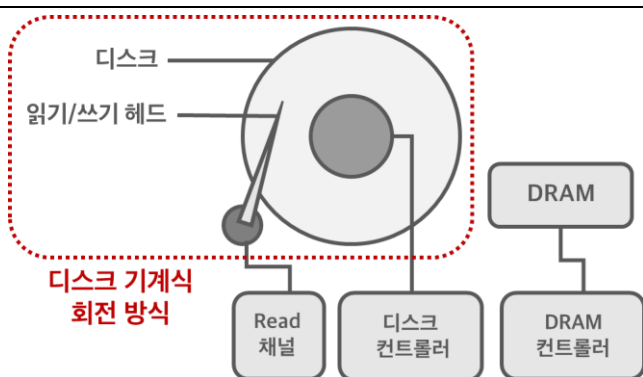 디스크
읽기/쓰기 헤드
DRAM
디스크 기계식
회전 방식
Read
채널
디스크
컨트롤러
DRAM
컨트롤러